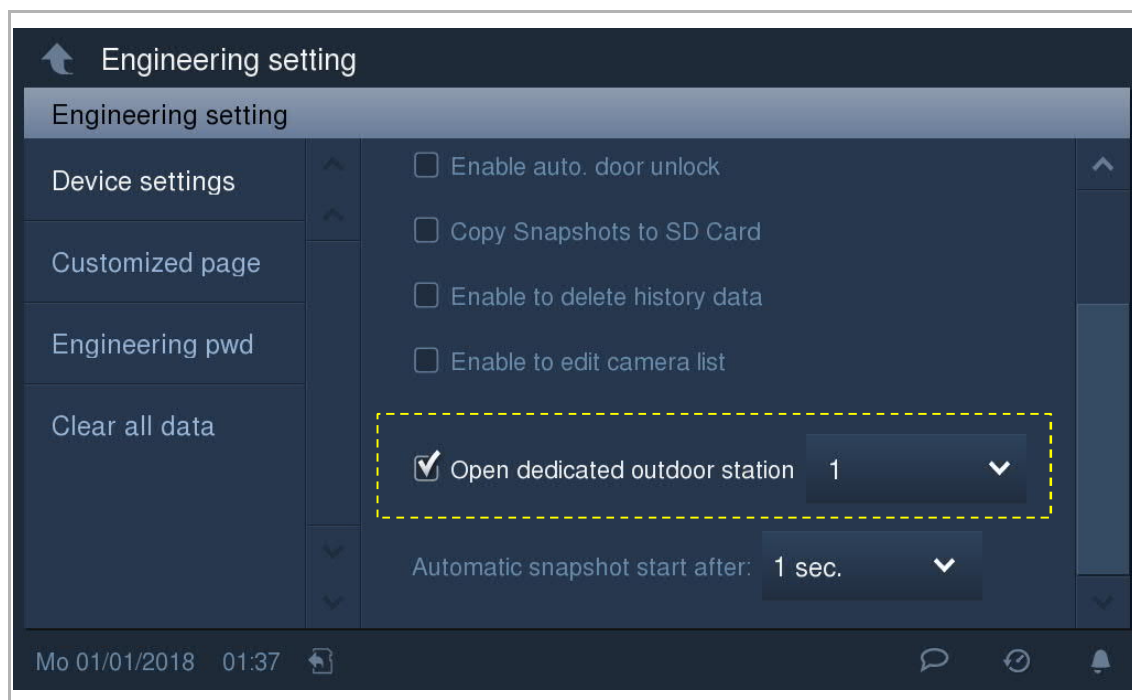 Engineering setting
Engineering setting
Device settings
Customized page
Engineering pwd
Clear all data
Enable auto. door unlock
Copy Snapshots to SD Card
Enable to delete history data
Enable to edit camera list
Open dedicated outdoor station 1
Automatic snapshot start after: 1 sec.
Mo 01/01/2018 01:37